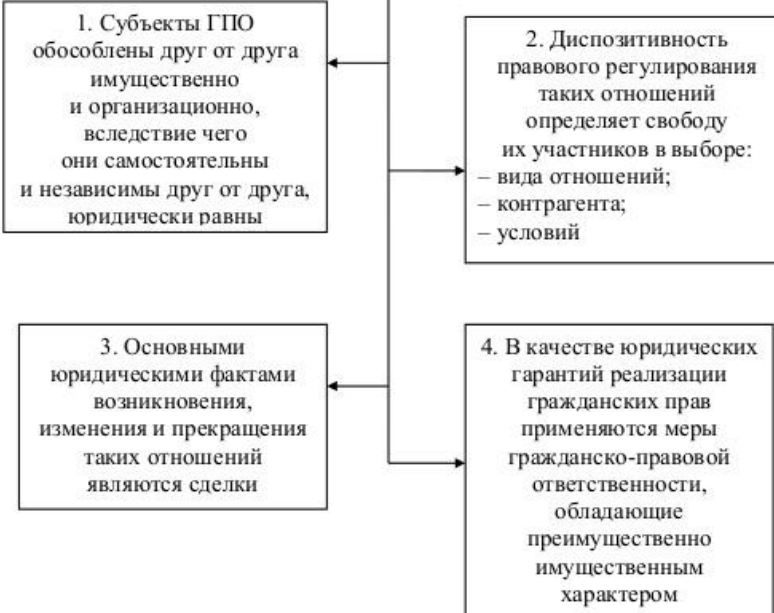 1. Субъекты ГПО
обособлены друг от друга
имущественно
и организационно,
вследствие чего
они самостоятельны
и независимы друг от друга,
юридически равны
2. Диспозитивность
правового регулирования
таких отношений
определяет свободу
их участников в выборе:
– вида отношений;
– контрагента;
– условий
3. Основными
юридическими фактами
возникновения,
изменения и прекращения
таких отношений
являются сделки
4. В качестве юридических
гарантий реализации
гражданских прав
применяются меры
гражданско-правовой
ответственности,
обладающие
преимущественно
имущественным
характером